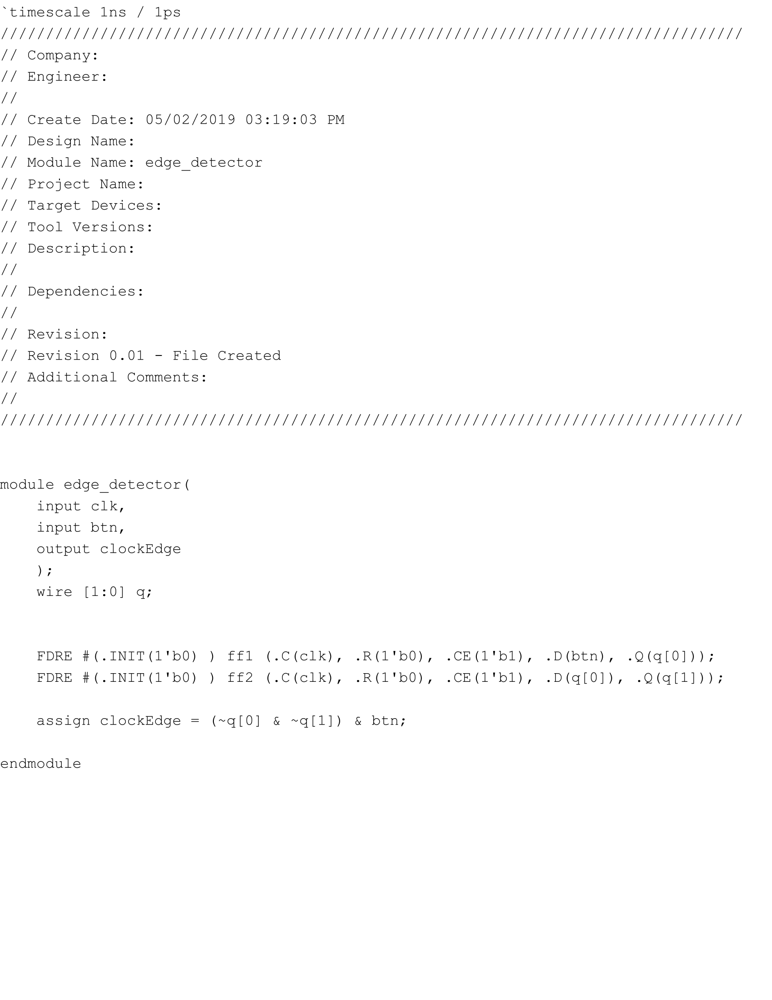 `timescale 1ns / 1ps
//////////////////////////////////////////////////////////////////////////////////
// Company:
// Engineer:
//
// Create Date: 05/02/2019 03:19:03 PM
// Design Name:
// Module Name: edge_detector
// Project Name:
// Target Devices:
// Tool Versions:
// Description:
//
// Dependencies:
//
// Revision:
// Revision 0.01 - File Created
// Additional Comments:
//
//////////////////////////////////////////////////////////////////////////////////
module edge_detector(
    input clk,
    input btn,
    output clockEdge
    );
    wire [1:0] q;
    FDRE #(.INIT(1'b0) ) ff1 (.C(clk), .R(1'b0), .CE(1'b1), .D(btn), .Q(q[0]));
    FDRE #(.INIT(1'b0) ) ff2 (.C(clk), .R(1'b0), .CE(1'b1), .D(q[0]), .Q(q[1]));
    assign clockEdge = (~q[0] & ~q[1]) & btn;
endmodule